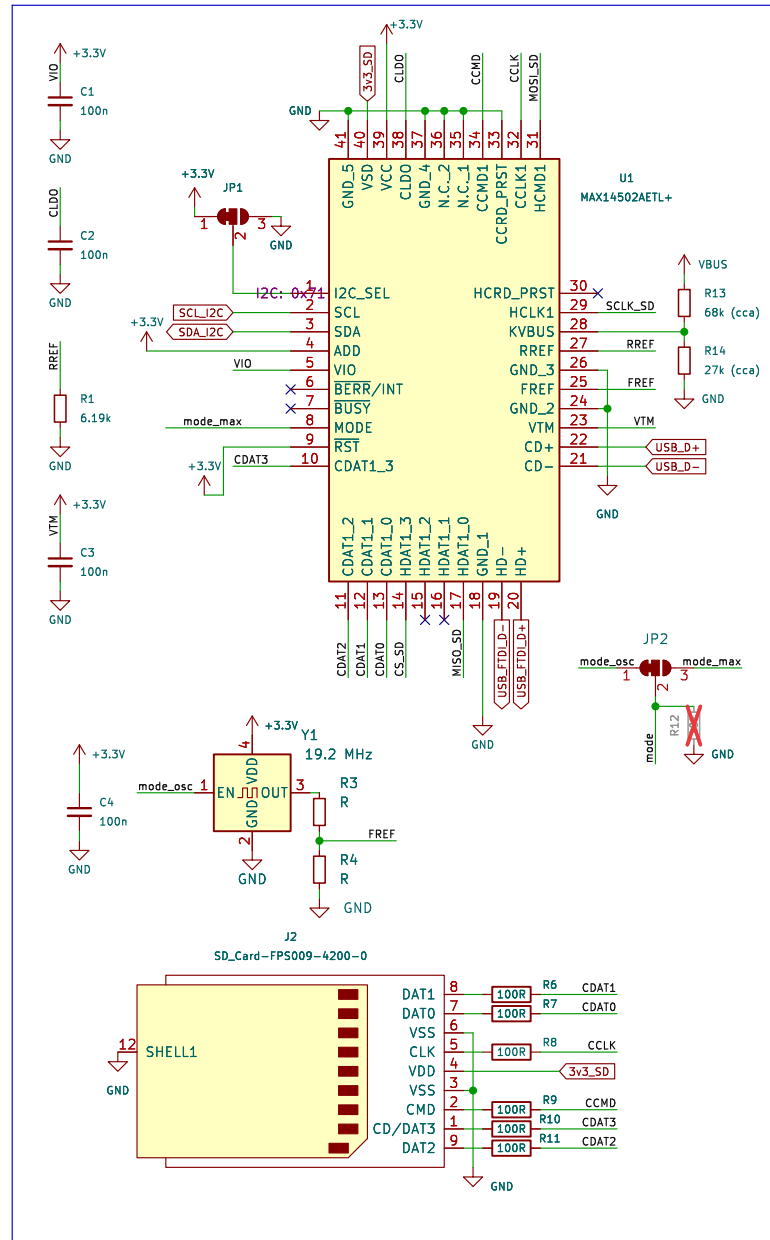 +3.3V
VIO
C1
100n
GND
CLDO
C2
100n
GND
RREF
R1
6.19k
GND
+3.3V
VTM
C3
100n
GND
+3.3V
3v3_SD
CLDO
CCMD
CCLK
MOSI_SD
GND
41 40 39 38 37 36 35 34 33 32 31
GND_5 VSD VCC CLDO GND_4 N.C._2 N.C._1 CCMD1 CCRD_PRST CCLK1 HCMD1
U1
MAX14502AETL+
+3.3V
JP1
1 2 3
GND
I2C: 0x71
1 I2C_SEL
SCL_I2C 2 SCL
SDA_I2C 3 SDA
+3.3V
4 ADD
VIO 5 VIO
6 BERR/INT
7 BUSY
mode_max 8 MODE
9 RST
+3.3V
CDAT3 10 CDAT1_3
HCRD_PRST 30
HCLK1 29 SCLK_SD
KVBUS 28
RREF 27 RREF
GND_3 26
FREF 25 FREF
GND_2 24
VTM 23 VTM
CD+ 22 USB_D+
CD- 21 USB_D-
GND
VBUS
R13
68k (cca)
R14
27k (cca)
GND
CDAT1_2 CDAT1_1 CDAT1_0 HDAT1_3 HDAT1_2 HDAT1_1 HDAT1_0 GND_1 HD- HD+
11 12 13 14 15 16 17 18 19 20
CDAT2 CDAT1 CDAT0 CS_SD MISO_SD USB_FTDI_D- USB_FTDI_D+
GND
JP2
mode_osc 1 2 3 mode_max
mode
R12
GND
+3.3V
C4
100n
GND
+3.3V
Y1
19.2 MHz
4
VDD
mode_osc 1 EN OUT 3
GND
2
GND
R3
R
FREF
R4
R
GND
J2
SD_Card-FPS009-4200-0
12 SHELL1
GND
DAT1 8 100R R6 CDAT1
DAT0 7 100R R7 CDAT0
VSS 6
CLK 5 100R R8 CCLK
VDD 4 3v3_SD
VSS 3
CMD 2 100R R9 CCMD
CD/DAT3 1 100R R10 CDAT3
DAT2 9 100R R11 CDAT2
GND